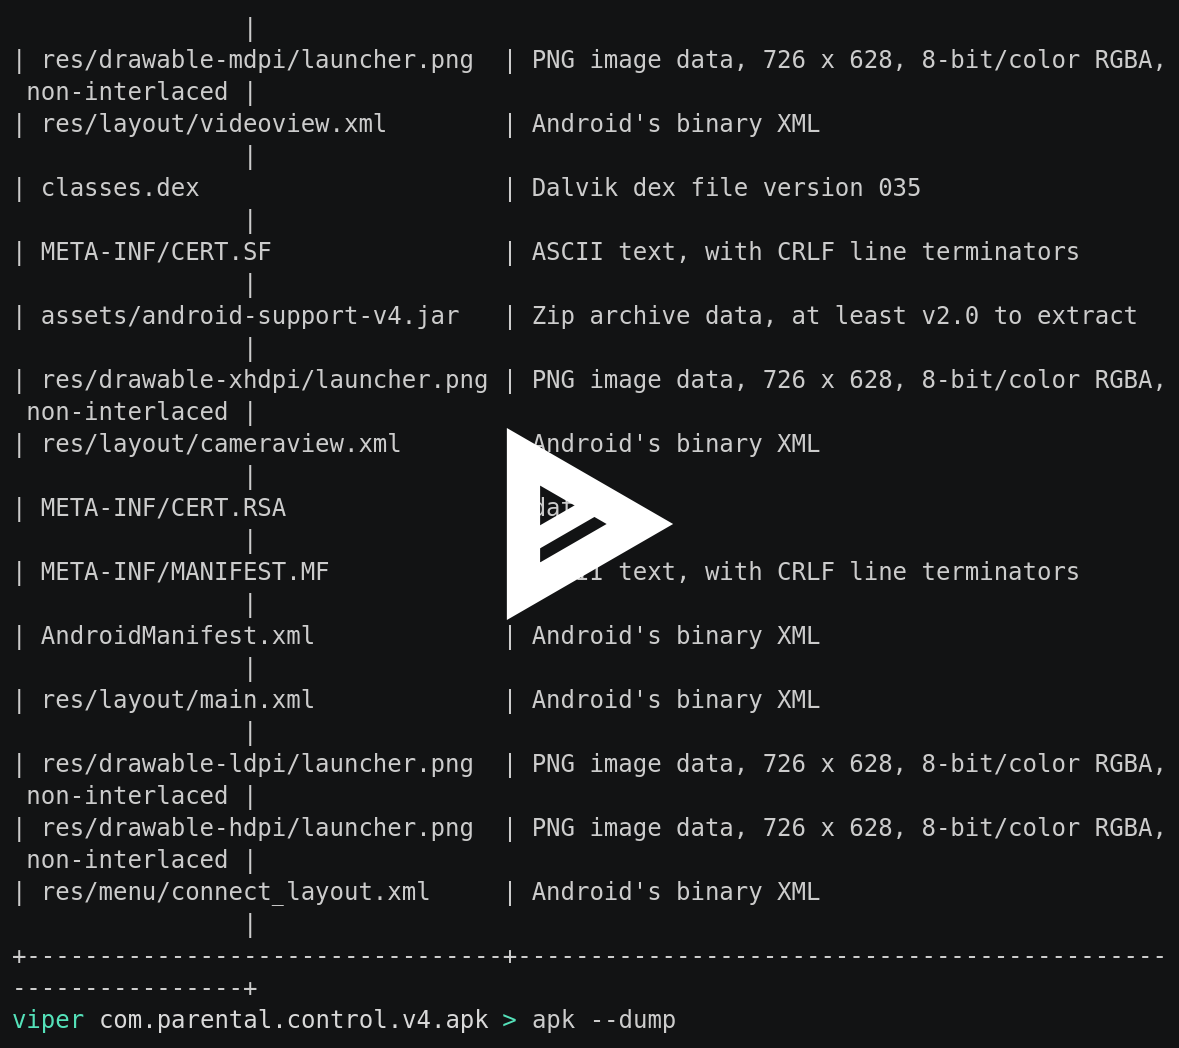 |
| res/drawable-mdpi/launcher.png  | PNG image data, 726 x 628, 8-bit/color RGBA,
 non-interlaced |
| res/layout/videoview.xml        | Android's binary XML
                |
| classes.dex                     | Dalvik dex file version 035
                |
| META-INF/CERT.SF                | ASCII text, with CRLF line terminators
                |
| assets/android-support-v4.jar   | Zip archive data, at least v2.0 to extract
                |
| res/drawable-xhdpi/launcher.png | PNG image data, 726 x 628, 8-bit/color RGBA,
 non-interlaced |
| res/layout/cameraview.xml         Android's binary XML
                |
| META-INF/CERT.RSA
                |
| META-INF/MANIFEST.MF              text, with CRLF line terminators
                |
| AndroidManifest.xml             | Android's binary XML
                |
| res/layout/main.xml             | Android's binary XML
                |
| res/drawable-ldpi/launcher.png  | PNG image data, 726 x 628, 8-bit/color RGBA,
 non-interlaced |
| res/drawable-hdpi/launcher.png  | PNG image data, 726 x 628, 8-bit/color RGBA,
 non-interlaced |
| res/menu/connect_layout.xml     | Android's binary XML
                |
+---------------------------------+---------------------------------------------
----------------+
viper com.parental.control.v4.apk > apk --dump